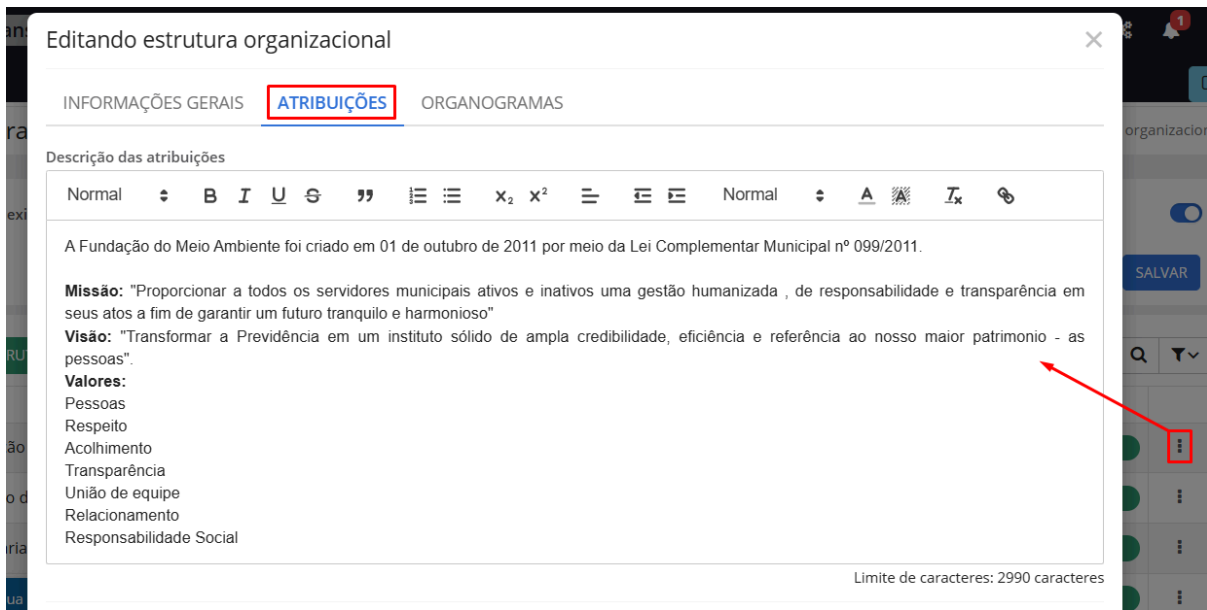 Editando estrutura organizacional
1
INFORMAÇÕES GERAIS ATRIBUIÇÕES ORGANOGRAMAS
Descrição das atribuições
Normal B I U S x₂ x² Normal A A Tx
A Fundação do Meio Ambiente foi criado em 01 de outubro de 2011 por meio da Lei Complementar Municipal nº 099/2011.
Missão: "Proporcionar a todos os servidores municipais ativos e inativos uma gestão humanizada , de responsabilidade e transparência em
seus atos a fim de garantir um futuro tranquilo e harmonioso"
Visão: "Transformar a Previdência em um instituto sólido de ampla credibilidade, eficiência e referência ao nosso maior patrimonio - as
pessoas".
Valores:
Pessoas
Respeito
Acolhimento
Transparência
União de equipe
Relacionamento
Responsabilidade Social
Limite de caracteres: 2990 caracteres
SALVAR